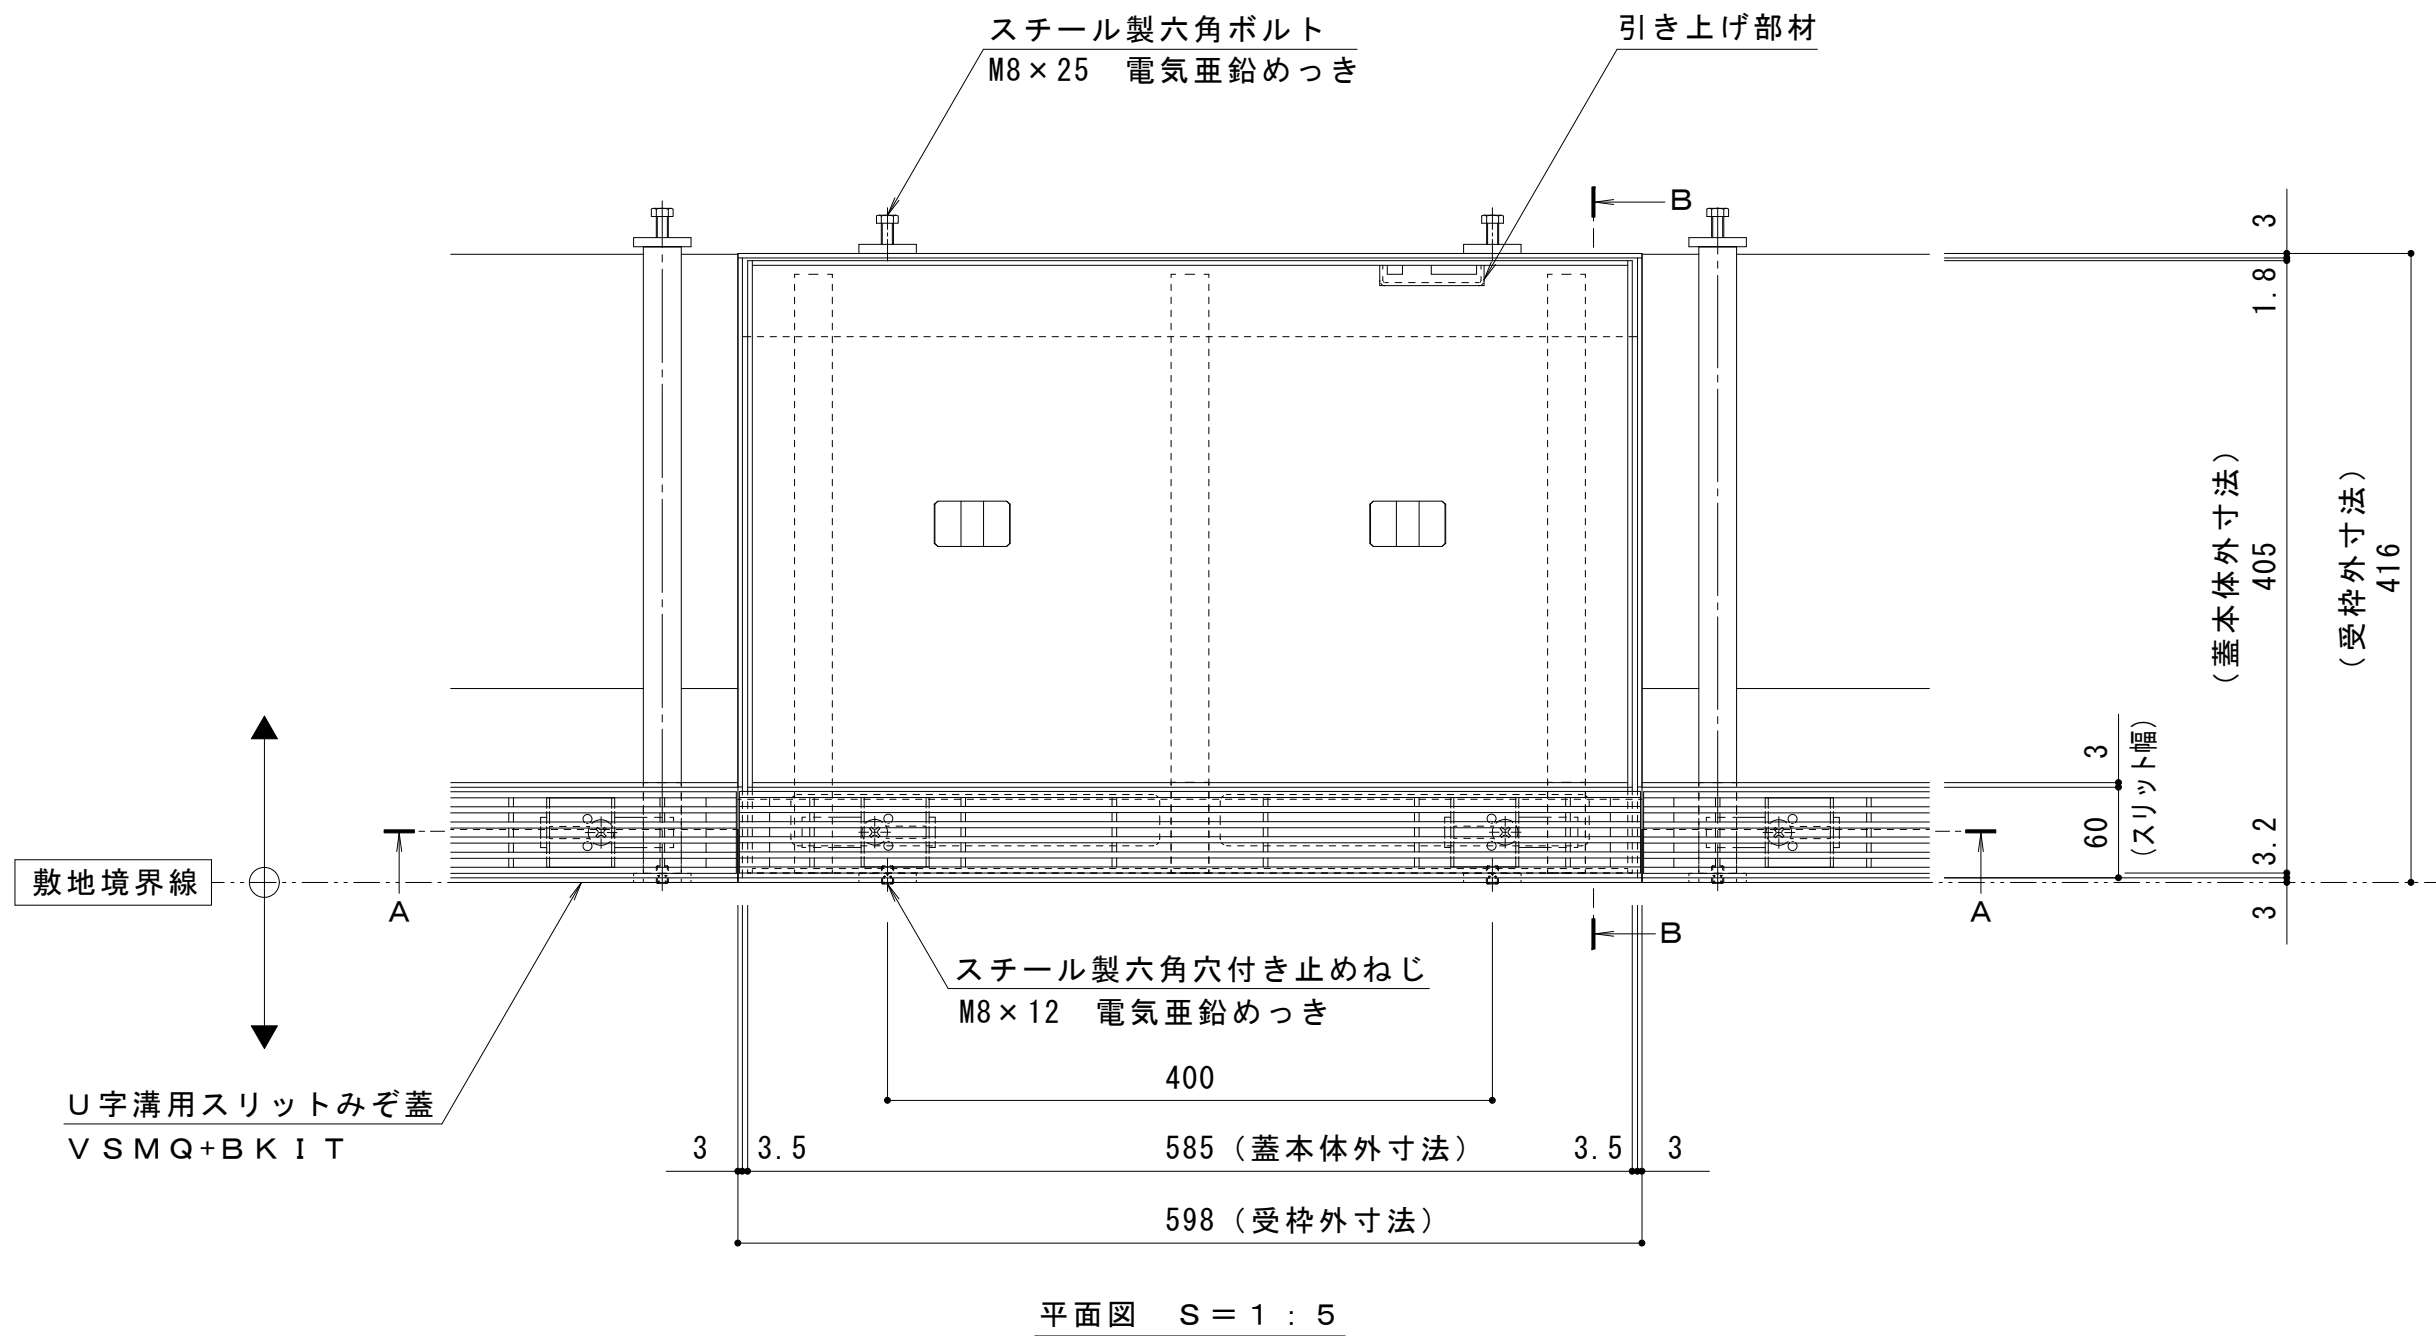 スチール製六角ボルト
M8×25 電気亜鉛めっき
引き上げ部材
B
3
1.8
(蓋本体外寸法)
405
(受枠外寸法)
416
3
(スリット幅)
60
3.2
3
敷地境界線
A
A
B
スチール製六角穴付き止めねじ
M8×12 電気亜鉛めっき
400
U字溝用スリットみぞ蓋
VSMQ+BKIT
3
3.5
585(蓋本体外寸法)
3.5
3
598(受枠外寸法)
平面図 S=1:5